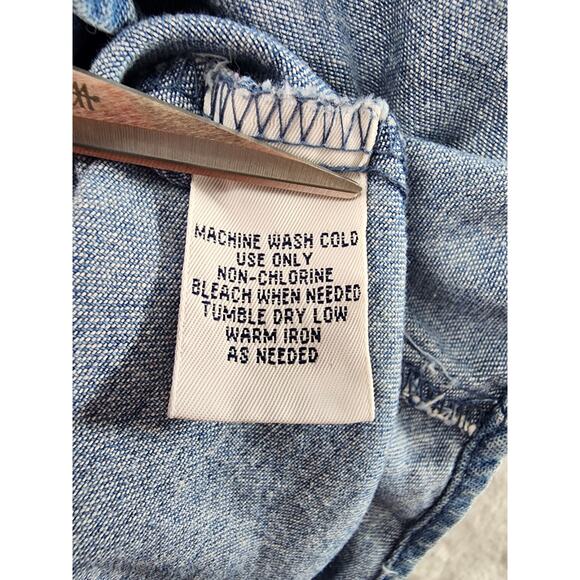 MACHINE WASH COLD
USE ONLY
NON-CHLORINE
BLEACH WHEN NEEDED
TUMBLE DRY LOW
WARM IRON
AS NEEDED